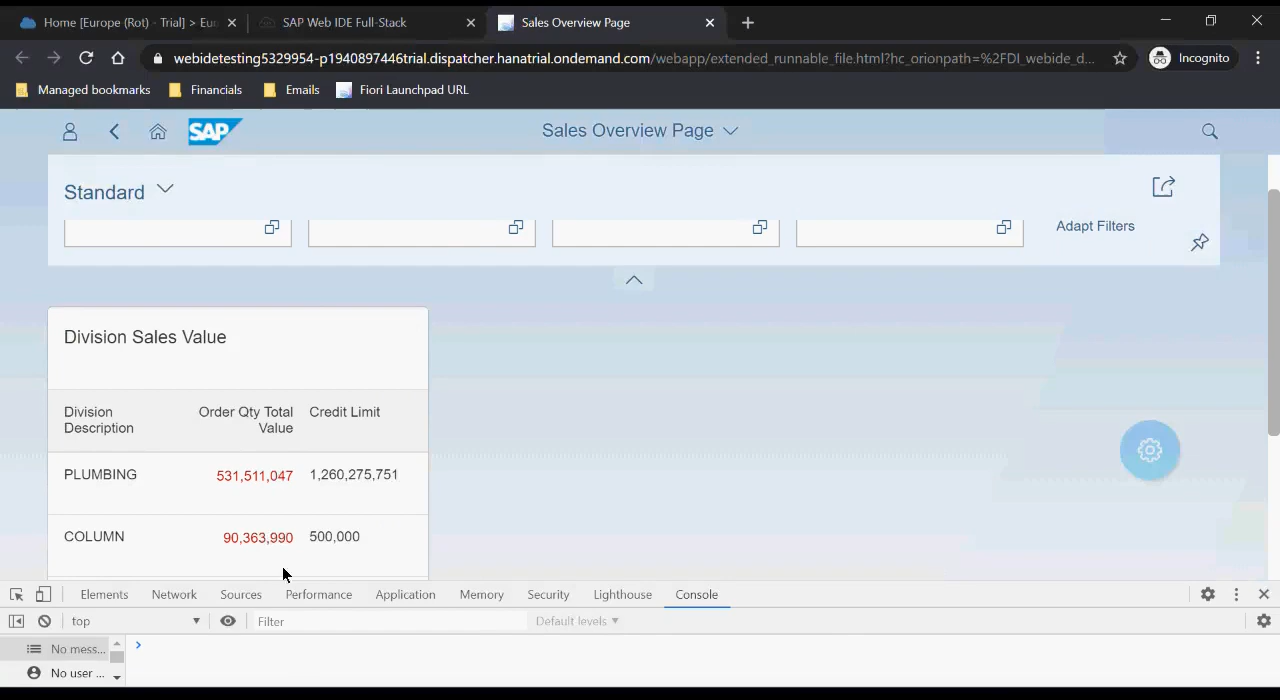 Home [Europe (Rot) - Trial] > Eur
SAP Web IDE Full-Stack
Sales Overview Page
webidetesting5329954-p1940897446trial.dispatcher.hanatrial.ondemand.com/webapp/extended_runnable_file.html?hc_orionpath=%2FDI_webide_d...
Incognito
Managed bookmarks
Financials
Emails
Fiori Launchpad URL
SAP
Sales Overview Page
Standard
Adapt Filters
Division Sales Value
Division Description
Order Qty Total Value
Credit Limit
PLUMBING 531,511,047 1,260,275,751
COLUMN 90,363,990 500,000
Elements Network Sources Performance Application Memory Security Lighthouse Console
top
Filter
Default levels
No mess...
No user ...